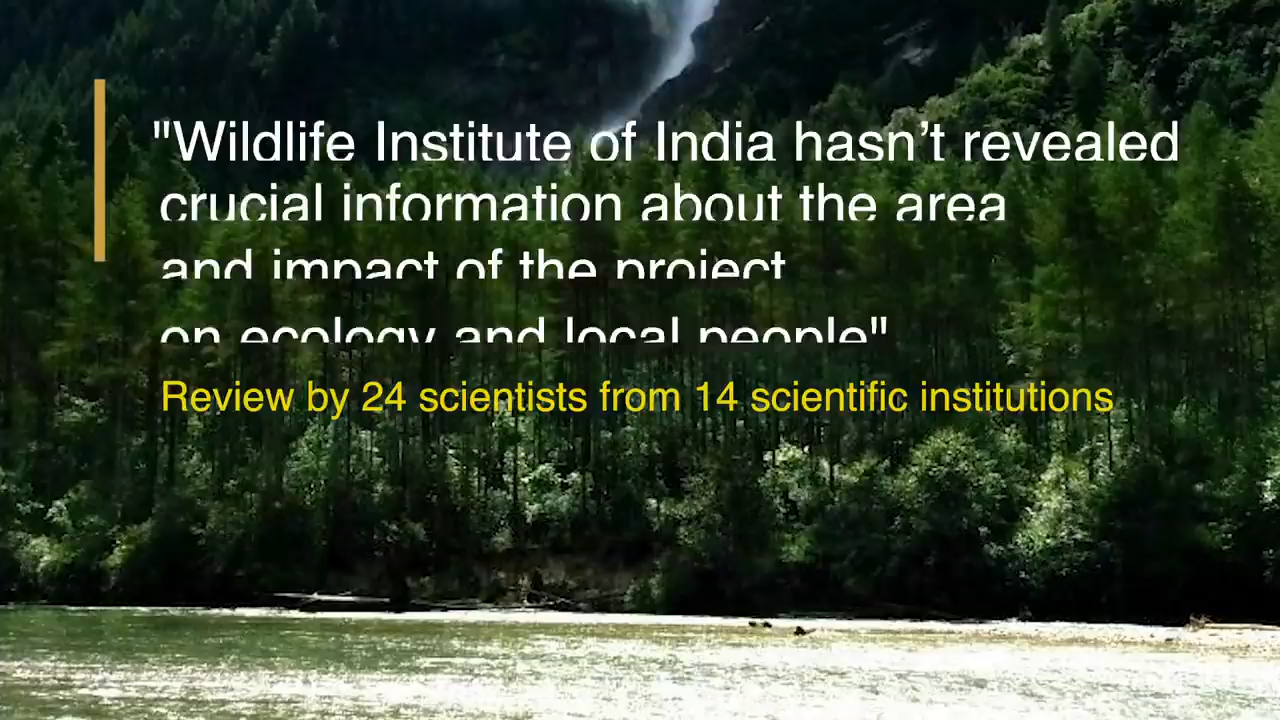 "Wildlife Institute of India hasn’t revealed
crucial information about the area
and impact of the project
on ecology and local people"
Review by 24 scientists from 14 scientific institutions